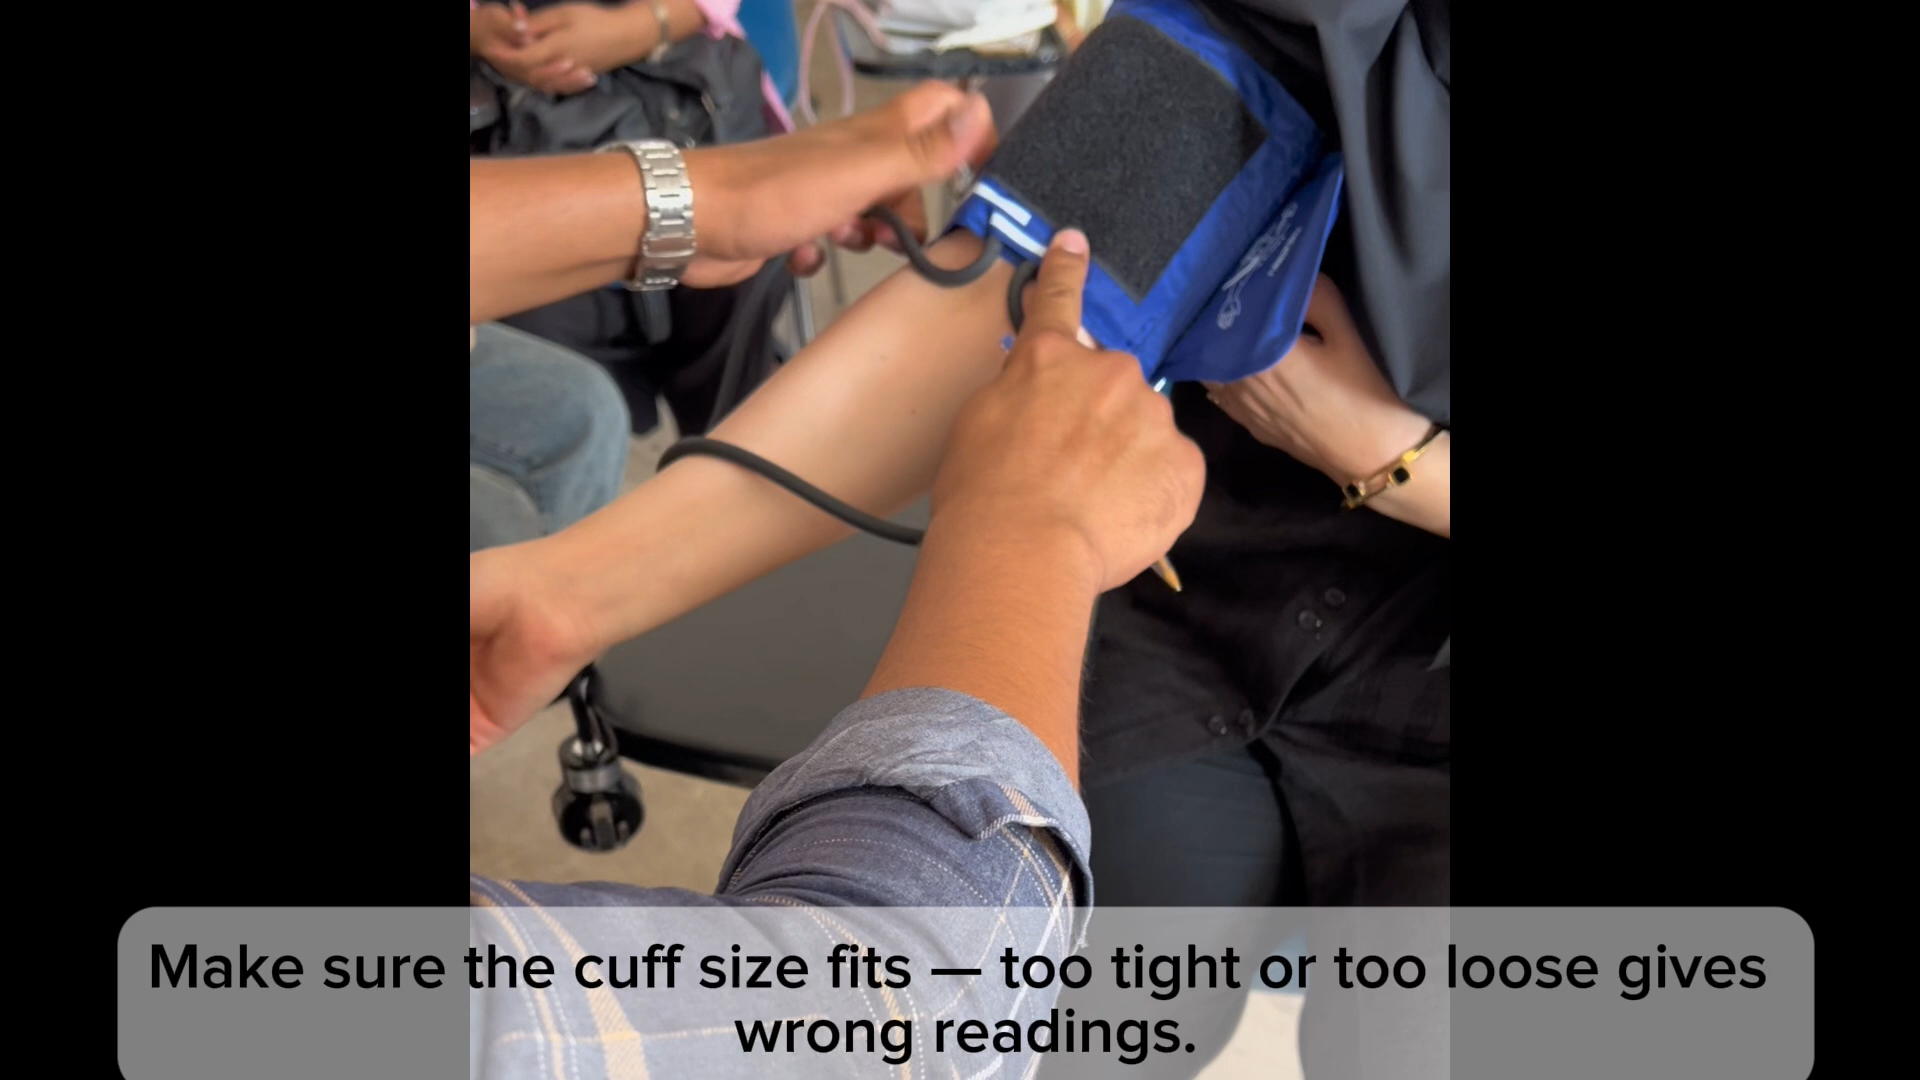 Make sure the cuff size fits — too tight or too loose gives
wrong readings.